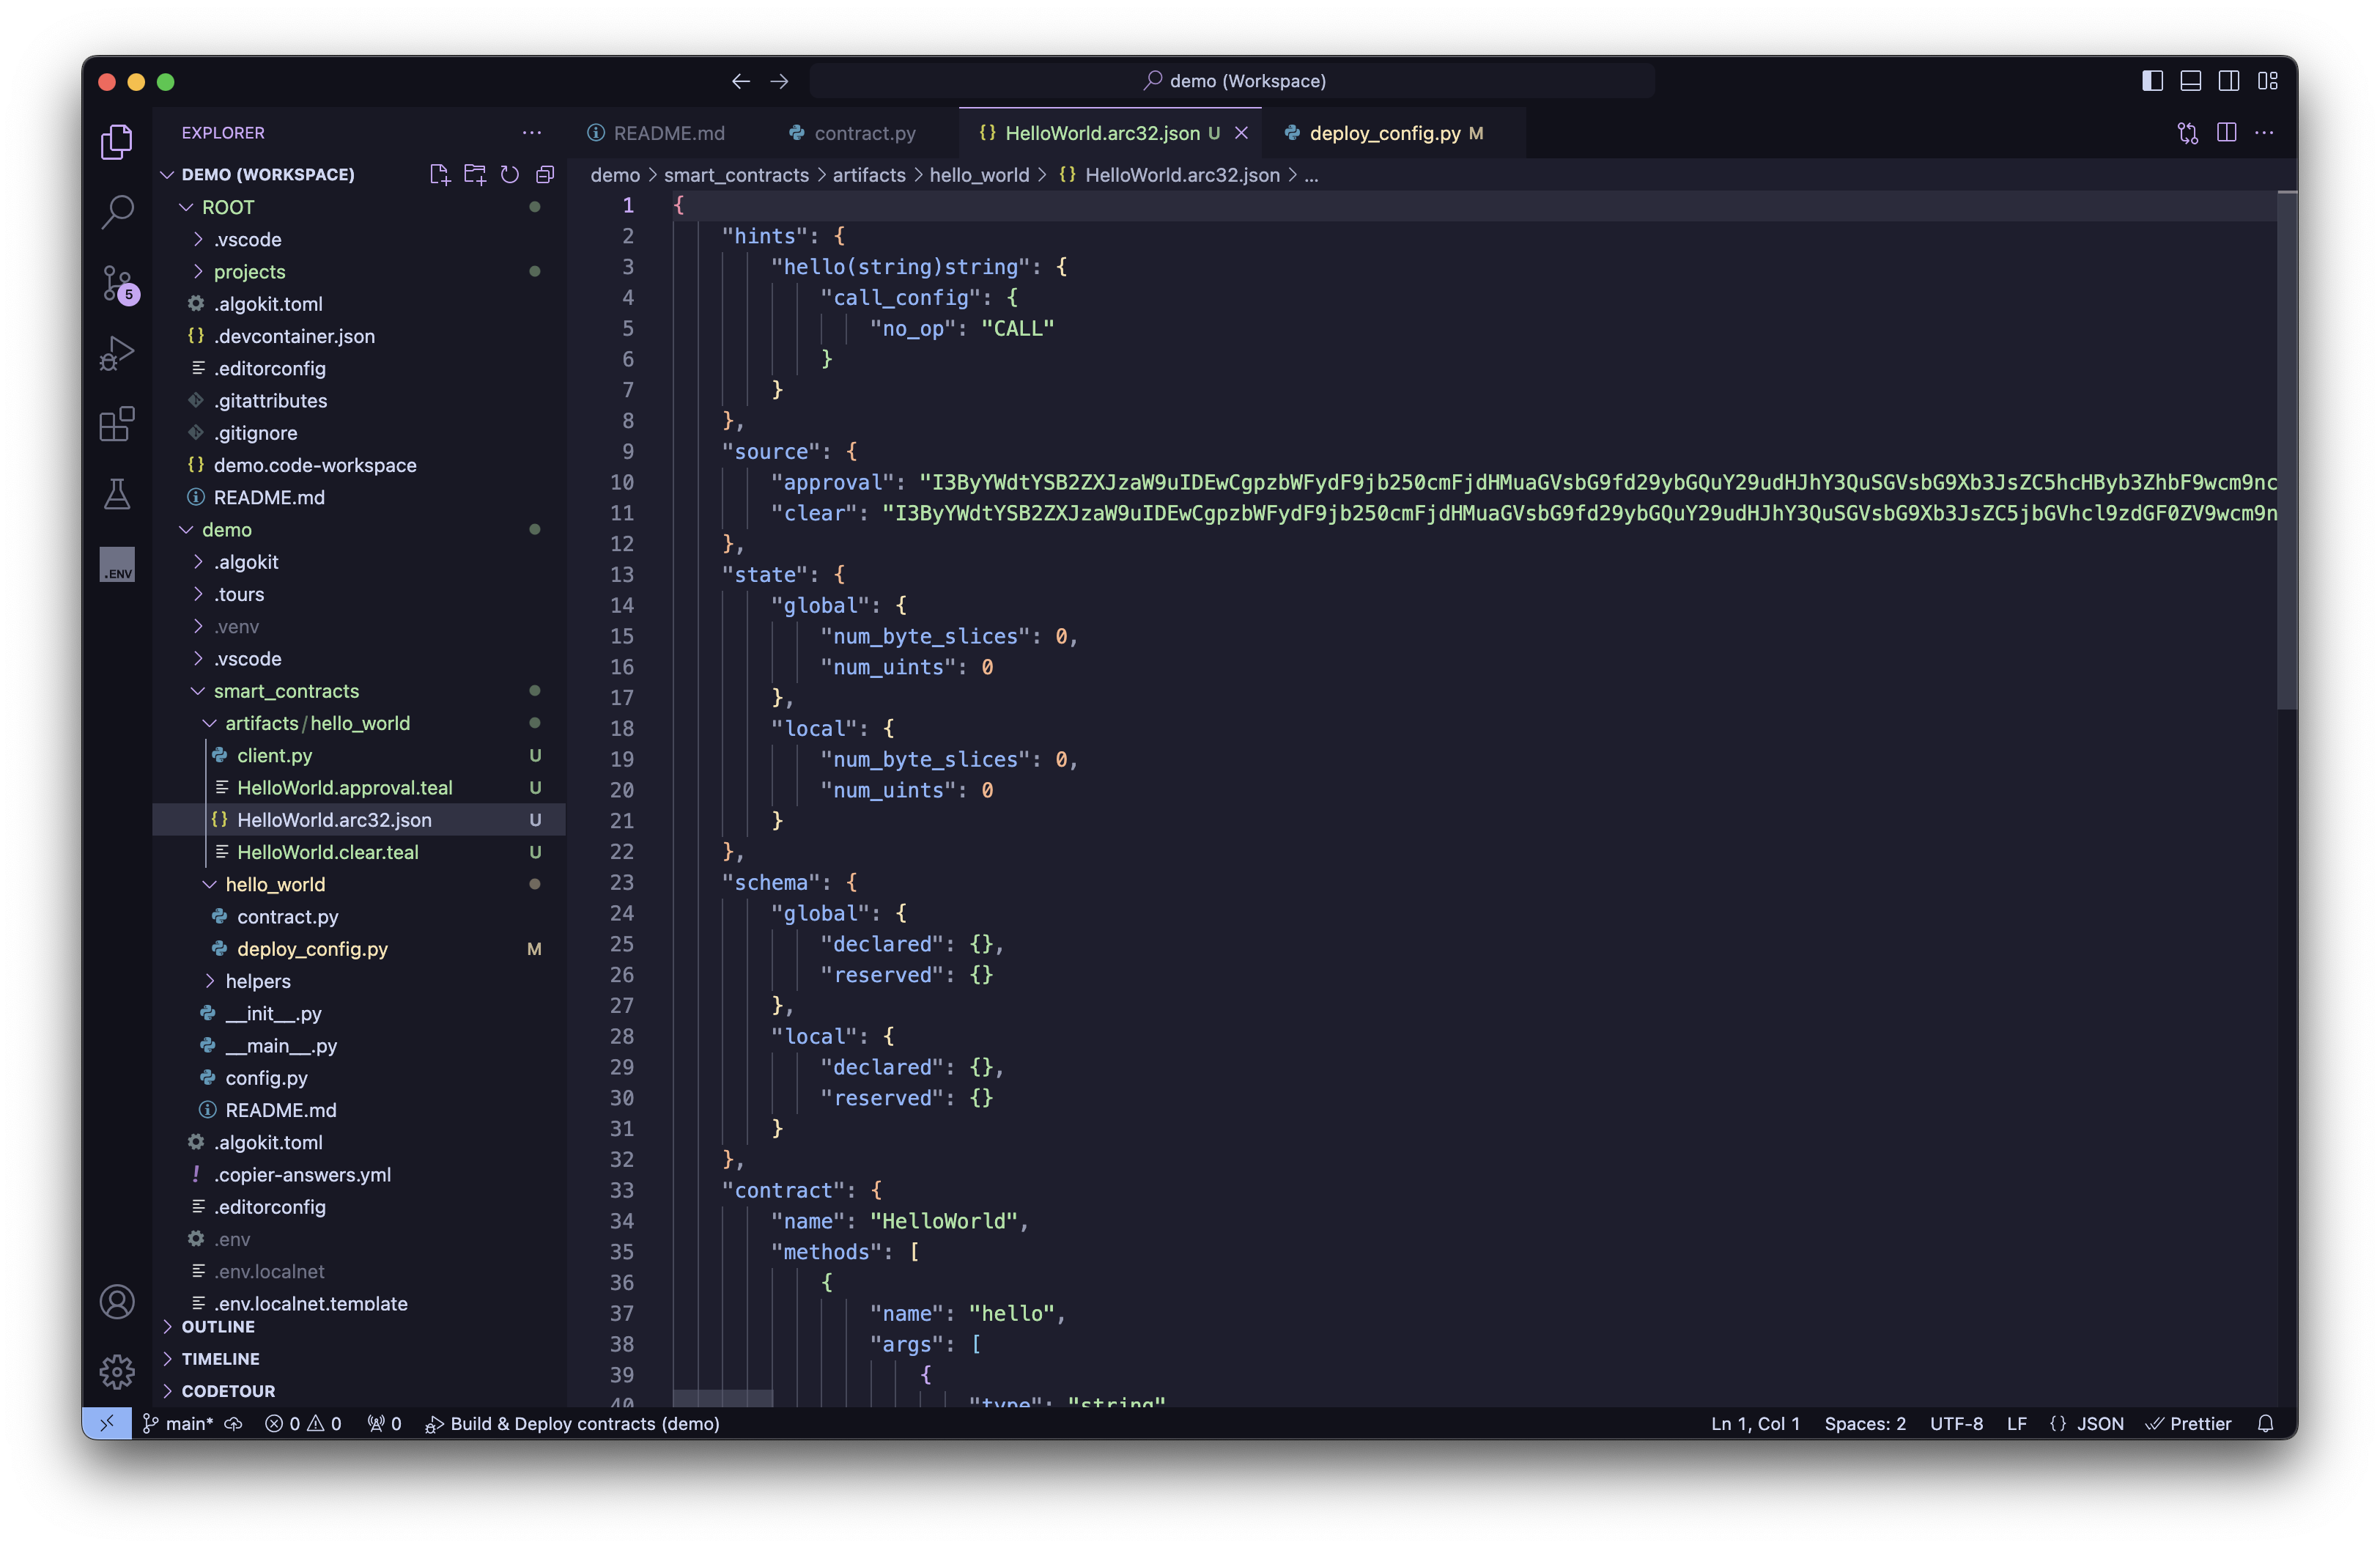 demo (Workspace)
EXPLORER
DEMO (WORKSPACE)
ROOT
.vscode
projects
.algokit.toml
{} .devcontainer.json
.editorconfig
.gitattributes
.gitignore
{} demo.code-workspace
README.md
demo
.algokit
.tours
.venv
.vscode
smart_contracts
artifacts/hello_world
client.py U
HelloWorld.approval.teal U
{} HelloWorld.arc32.json U
HelloWorld.clear.teal U
hello_world
contract.py
deploy_config.py M
helpers
__init__.py
__main__.py
config.py
README.md
.algokit.toml
! .copier-answers.yml
.editorconfig
.env
.env.localnet
.env.localnet.template
OUTLINE
TIMELINE
CODETOUR
5
.ENV
README.md contract.py {} HelloWorld.arc32.json U deploy_config.py M
demo > smart_contracts > artifacts > hello_world > {} HelloWorld.arc32.json > ...
1 {
2 "hints": {
3 "hello(string)string": {
4 "call_config": {
5 "no_op": "CALL"
6 }
7 }
8 },
9 "source": {
10 "approval": "I3ByYWdtYSB2ZXJzaW9uIDEwCgpzbWFydF9jb250cmFjdHMuaGVsbG9fd29ybGQuY29udHJhY3QuSGVsbG9Xb3JsZC5hcHByb3ZhbF9wcm9nc
11 "clear": "I3ByYWdtYSB2ZXJzaW9uIDEwCgpzbWFydF9jb250cmFjdHMuaGVsbG9fd29ybGQuY29udHJhY3QuSGVsbG9Xb3JsZC5jbGVhcl9zdGF0ZV9wcm9n
12 },
13 "state": {
14 "global": {
15 "num_byte_slices": 0,
16 "num_uints": 0
17 },
18 "local": {
19 "num_byte_slices": 0,
20 "num_uints": 0
21 }
22 },
23 "schema": {
24 "global": {
25 "declared": {},
26 "reserved": {}
27 },
28 "local": {
29 "declared": {},
30 "reserved": {}
31 }
32 },
33 "contract": {
34 "name": "HelloWorld",
35 "methods": [
36 {
37 "name": "hello",
38 "args": [
39 {
40 "type": "string"
main* 0 0 0 Build & Deploy contracts (demo) Ln 1, Col 1 Spaces: 2 UTF-8 LF {} JSON Prettier